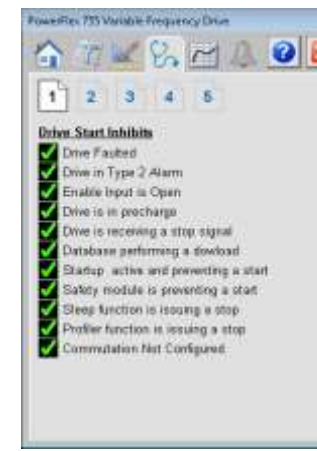 PowerFlex 755 Variable Frequency Drive
1 2 3 4 5
Drive Start Inhibits
Drive Faulted
Drive in Type 2 Alarm
Enable Input is Open
Drive is in precharge
Drive is receiving a stop signal
Database performing a dowload
Startup active and preventing a start
Safety module is preventing a start
Sleep function is issuing a stop
Profiler function is issuing a stop
Commutation Not Configured